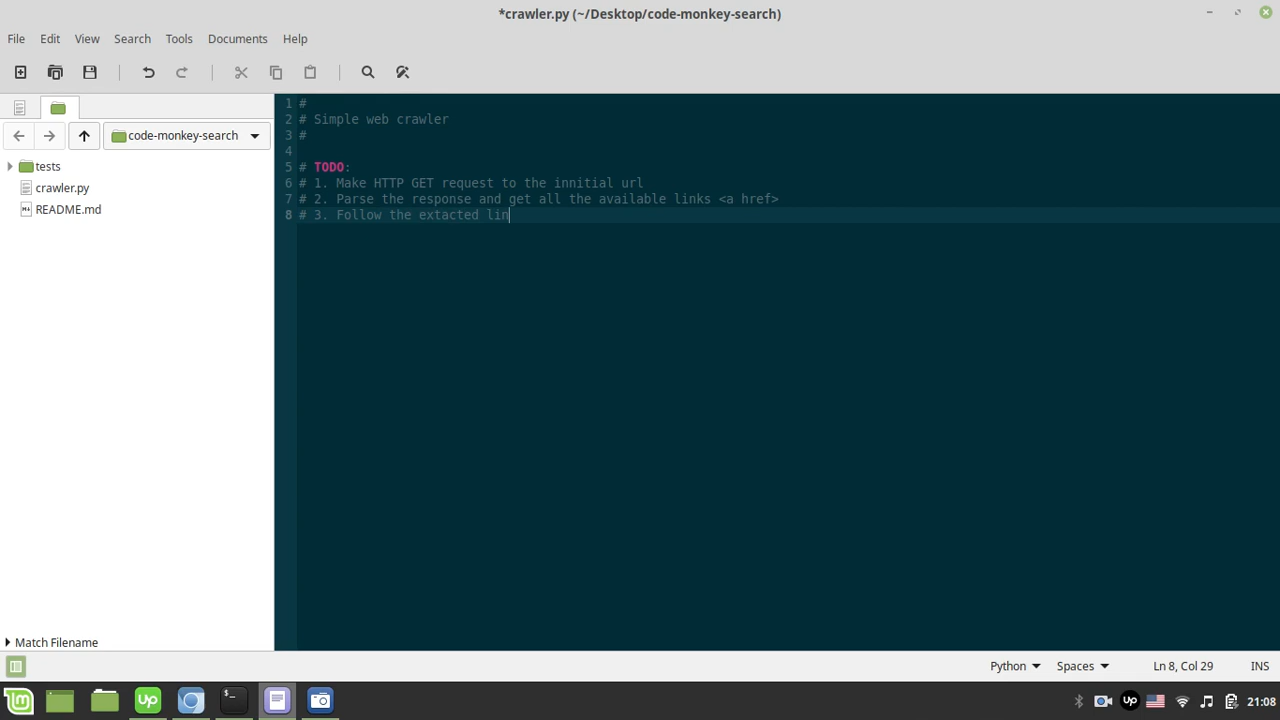 *crawler.py (~/Desktop/code-monkey-search)
File Edit View Search Tools Documents Help
code-monkey-search
tests
crawler.py
README.md
Match Filename
1 #
2 # Simple web crawler
3 #
4
5 # TODO:
6 # 1. Make HTTP GET request to the innitial url
7 # 2. Parse the response and get all the available links <a href>
8 # 3. Follow the extacted lin
Python Spaces Ln 8, Col 29 INS
up $_ up 21:08